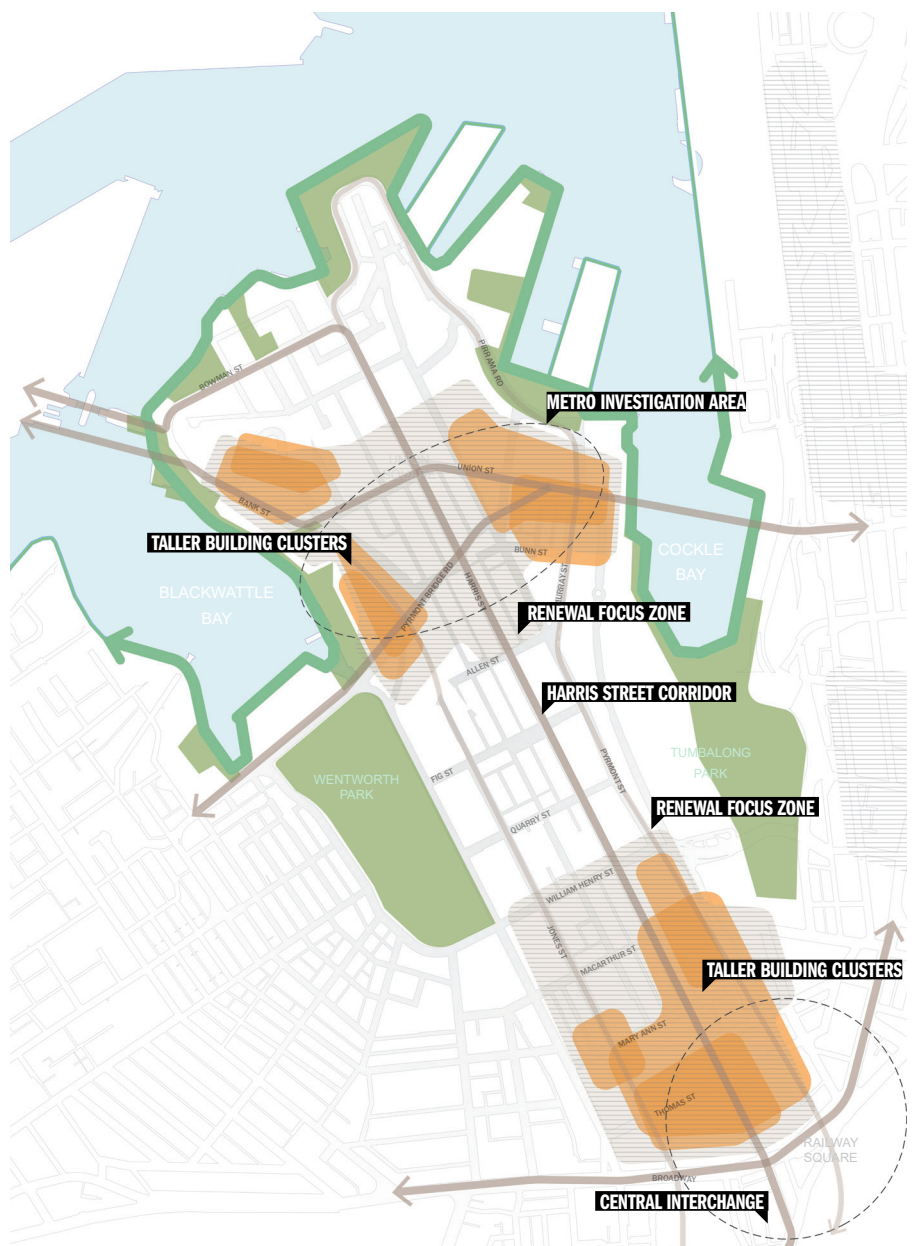 PIRRAMA RD
BOWMAN ST
METRO INVESTIGATION AREA
UNION ST
BANK ST
TALLER BUILDING CLUSTERS
BUNN ST
COCKLE
BAY
BLACKWATTLE
BAY
PYRMONT BRIDGE RD
HARRIS ST
MURRAY ST
RENEWAL FOCUS ZONE
ALLEN ST
HARRIS STREET CORRIDOR
TUMBALONG
PARK
WENTWORTH
PARK
FIG ST
PYRMONT ST
RENEWAL FOCUS ZONE
QUARRY ST
WILLIAM HENRY ST
JONES ST
MACARTHUR ST
TALLER BUILDING CLUSTERS
MARY ANN ST
THOMAS ST
RAILWAY
SQUARE
BROADWAY
CENTRAL INTERCHANGE